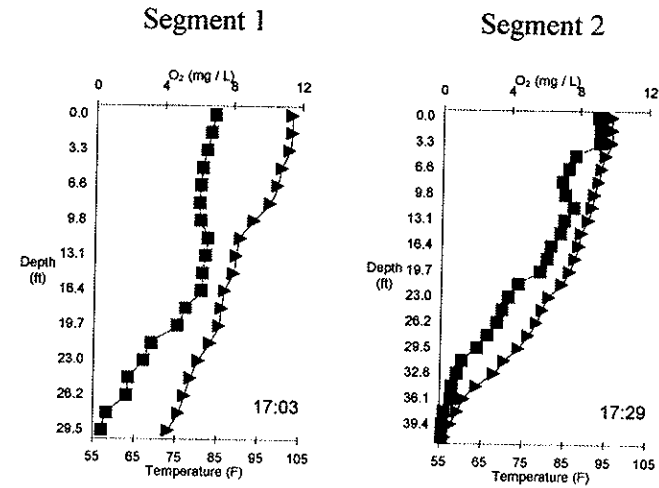 Segment 1
O₂ (mg / L)
0 4 8 12
0.0
3.3
6.6
9.8
13.1
16.4
19.7
23.0
26.2
29.5
Depth
(ft)
17:03
55 65 75 85 95 105
Temperature (F)
Segment 2
O₂ (mg / L)
0 4 8 12
0.0
3.3
6.6
9.8
13.1
16.4
19.7
23.0
26.2
29.5
32.8
36.1
39.4
Depth
(ft)
17:29
55 65 75 85 95 105
Temperature (F)